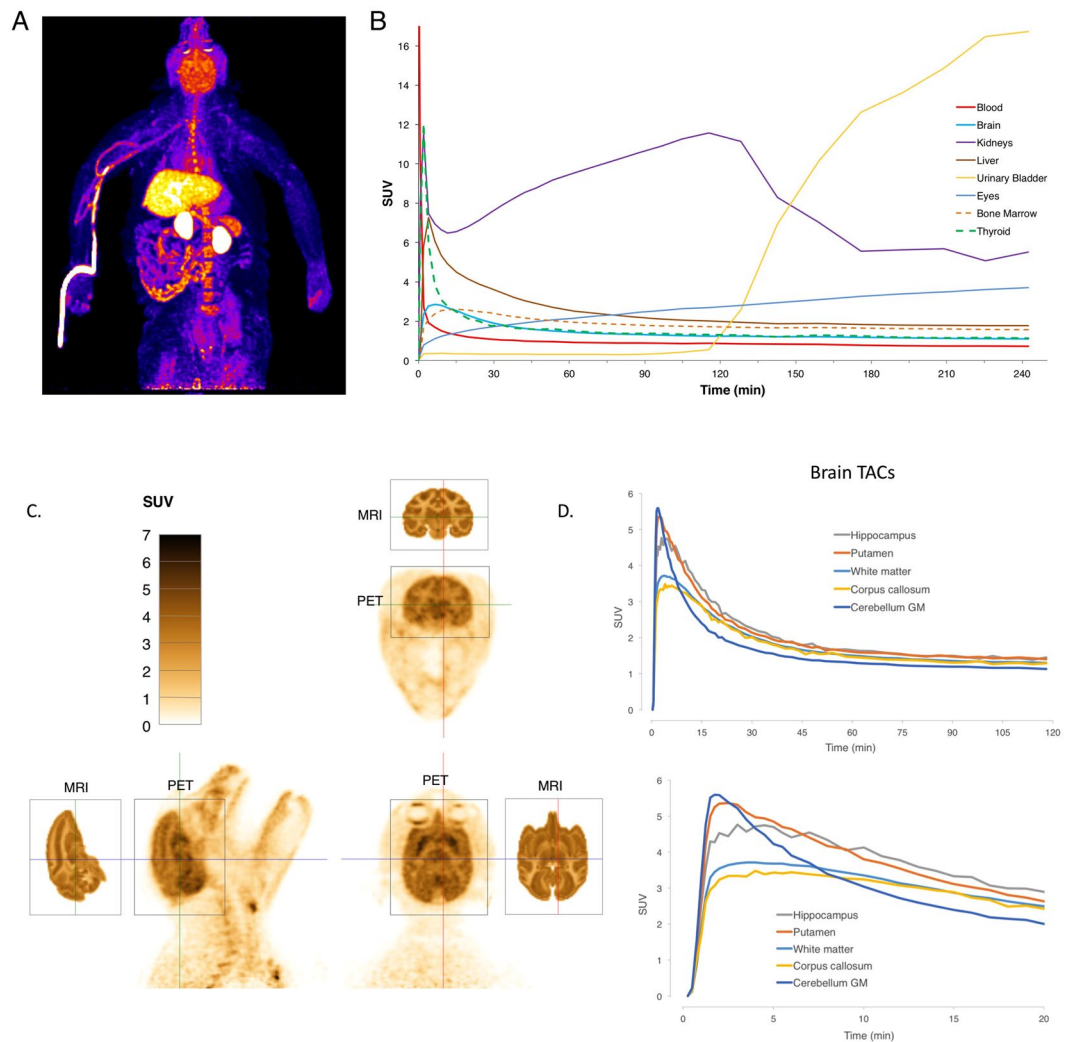 A
B
16
14
12
10
8
6
4
2
0
SUV
0 30 60 90 120 150 180 210 240
Time (min)
Blood
Brain
Kidneys
Liver
Urinary Bladder
Eyes
Bone Marrow
Thyroid
C.
SUV
7
6
5
4
3
2
1
0
MRI
PET
MRI
PET
PET
MRI
D.
Brain TACs
6
5
4
3
2
1
0
SUV
Hippocampus
Putamen
White matter
Corpus callosum
Cerebellum GM
0 15 30 45 60 75 90 105 120
Time (min)
6
5
4
3
2
1
0
SUV
Hippocampus
Putamen
White matter
Corpus callosum
Cerebellum GM
0 5 10 15 20
Time (min)